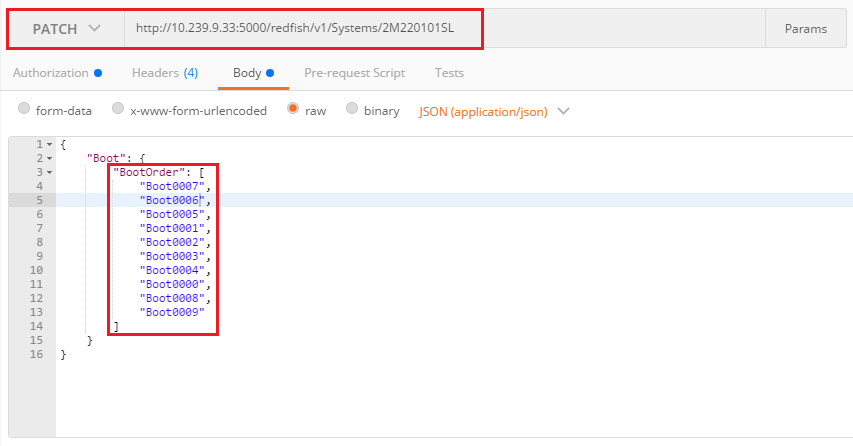 PATCH http://10.239.9.33:5000/redfish/v1/Systems/2M220101SL Params
Authorization Headers (4) Body Pre-request Script Tests
form-data x-www-form-urlencoded raw binary JSON (application/json)
1 {
2 "Boot": {
3 "BootOrder": [
4 "Boot0007",
5 "Boot0006",
6 "Boot0005",
7 "Boot0001",
8 "Boot0002",
9 "Boot0003",
10 "Boot0004",
11 "Boot0000",
12 "Boot0008",
13 "Boot0009"
14 ]
15 }
16 }